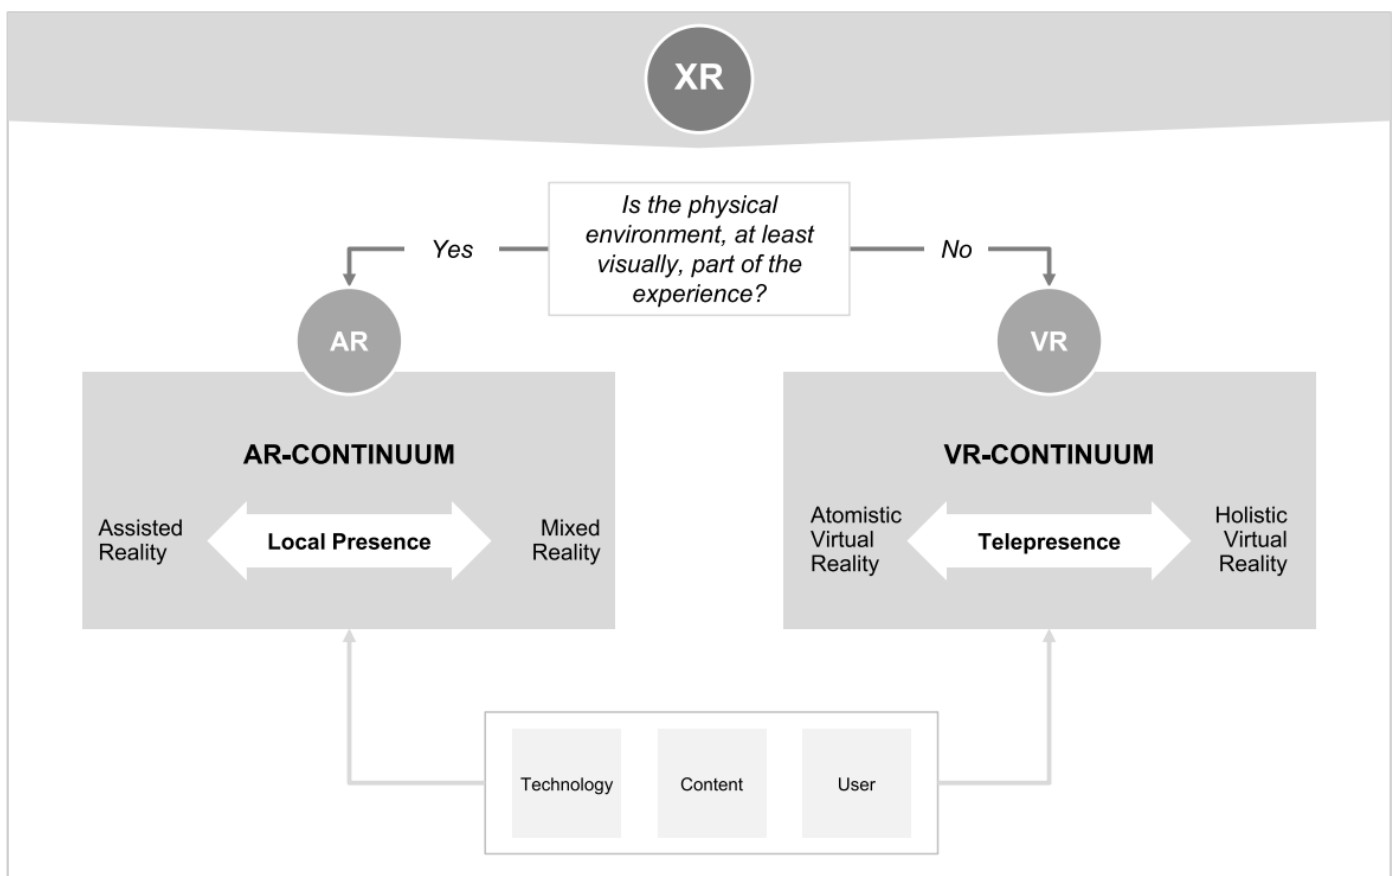 XR
Is the physical
environment, at least
visually, part of the
experience?
Yes
No
AR
VR
AR-CONTINUUM
Assisted
Reality
Local Presence
Mixed
Reality
VR-CONTINUUM
Atomistic
Virtual
Reality
Telepresence
Holistic
Virtual
Reality
Technology
Content
User